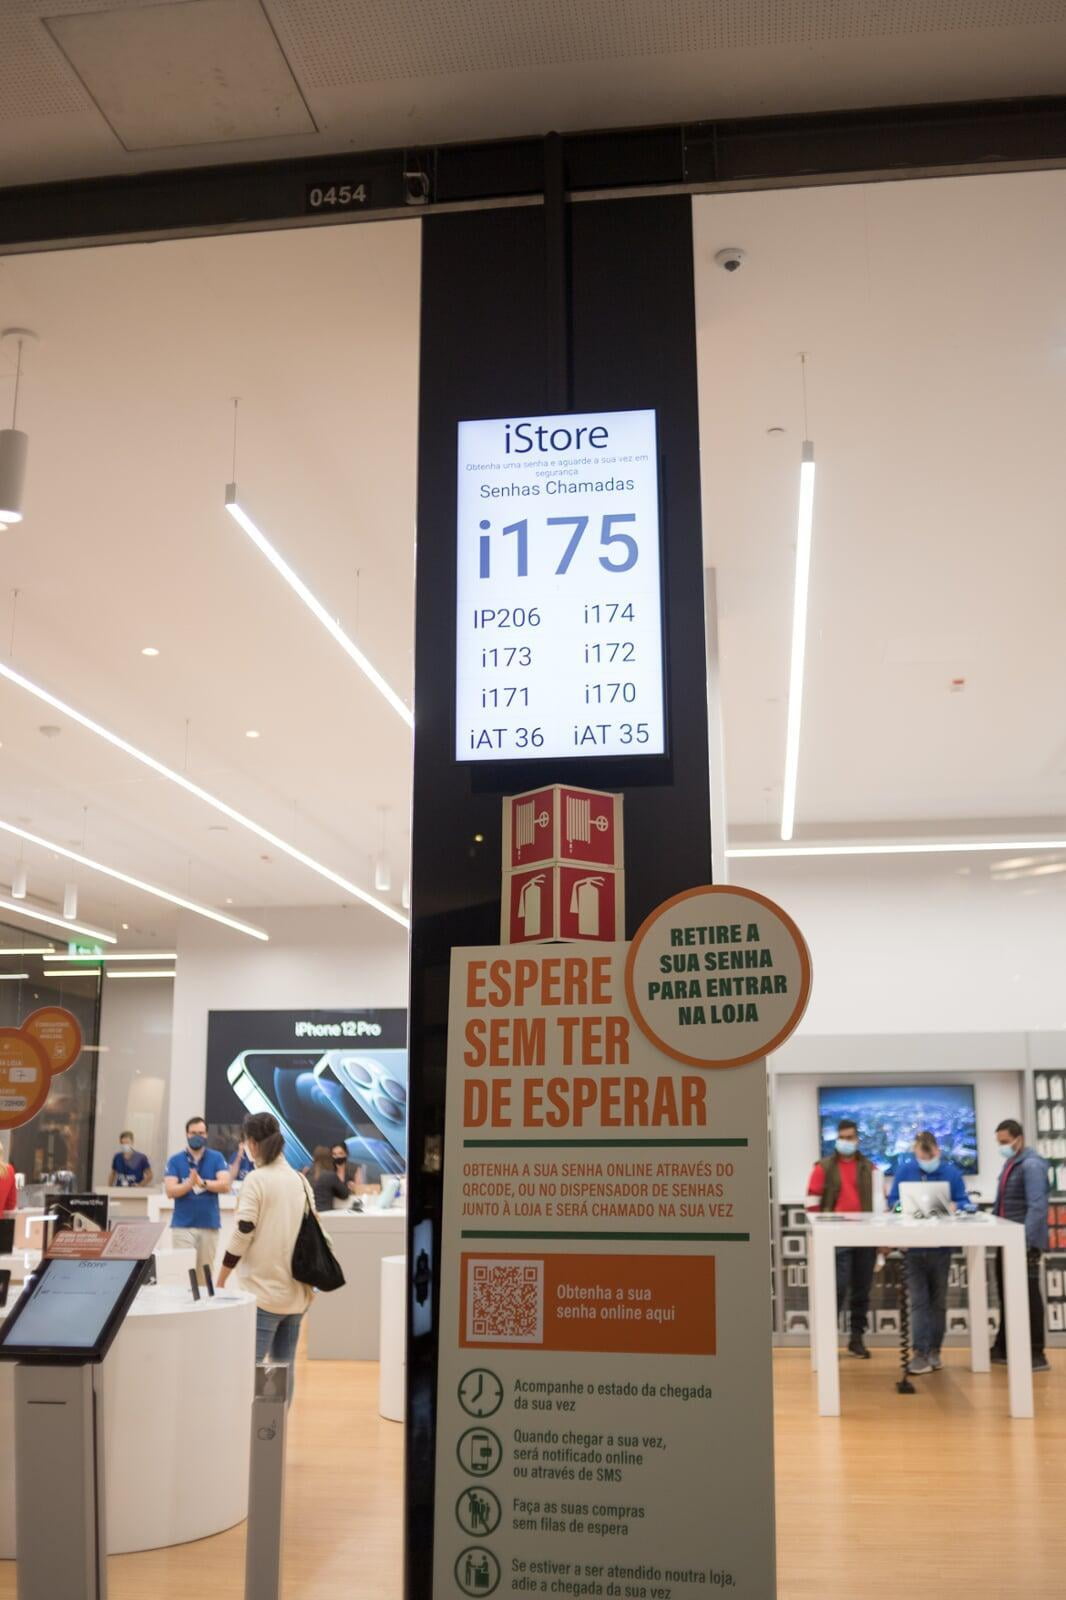 0454
iStore
Obtenha uma senha e aguarde a sua vez em
segurança
Senhas Chamadas
i175
IP206 i174
i173 i172
i171 i170
iAT 36 iAT 35
RETIRE A
SUA SENHA
PARA ENTRAR
NA LOJA
ESPERE
SEM TER
DE ESPERAR
OBTENHA A SUA SENHA ONLINE ATRAVÉS DO
QRCODE, OU NO DISPENSADOR DE SENHAS
JUNTO À LOJA E SERÁ CHAMADO NA SUA VEZ
Obtenha a sua
senha online aqui
Acompanhe o estado da chegada
da sua vez
Quando chegar a sua vez,
será notificado online
ou através de SMS
Faça as suas compras
sem filas de espera
Se estiver a ser atendido noutra loja,
adie a chegada da sua vez
iPhone 12 Pro
iPhone 12 Pro
iStore